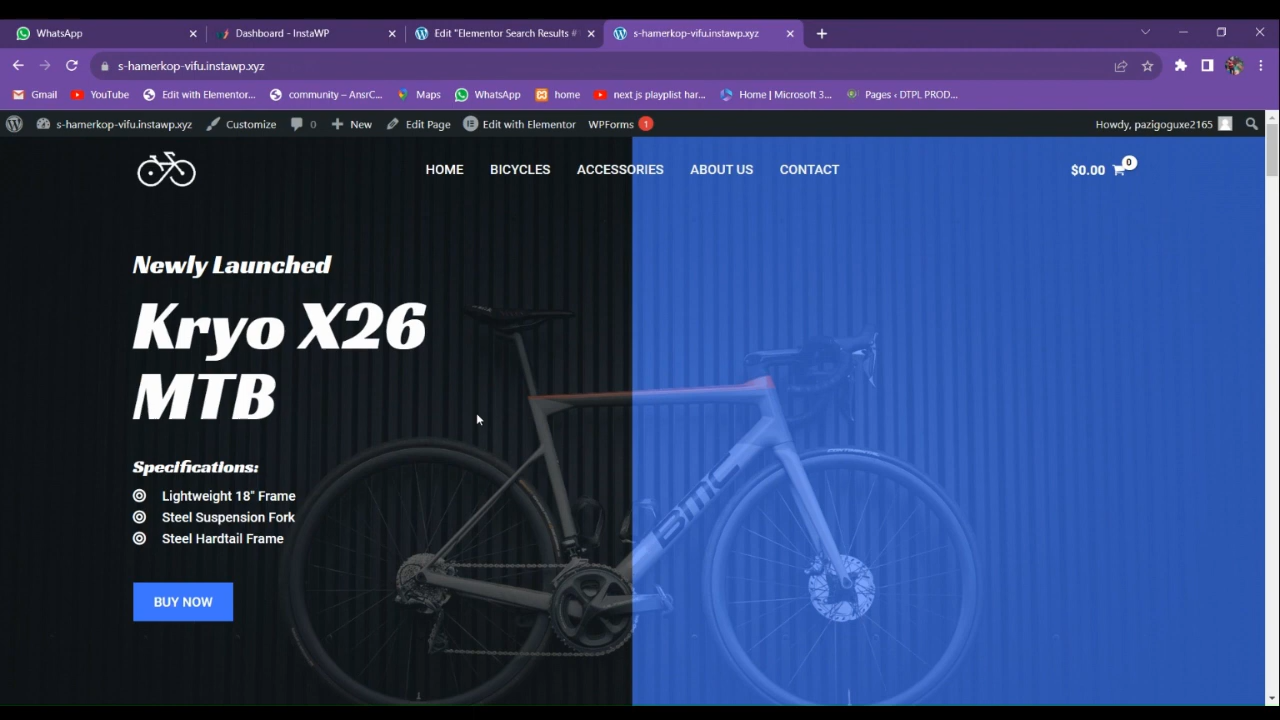 WhatsApp
Dashboard - InstaWP
Edit "Elementor Search Results #
s-hamerkop-vifu.instawp.xyz
s-hamerkop-vifu.instawp.xyz
Gmail
YouTube
Edit with Elementor...
community – AnsrC...
Maps
WhatsApp
home
next js playplist har...
Home | Microsoft 3...
Pages ‹ DTPL PROD...
s-hamerkop-vifu.instawp.xyz
Customize
0
New
Edit Page
Edit with Elementor
WPForms 1
Howdy, pazigoguxe2165
HOME
BICYCLES
ACCESSORIES
ABOUT US
CONTACT
$0.00 0
Newly Launched
Kryo X26
MTB
Specifications:
Lightweight 18" Frame
Steel Suspension Fork
Steel Hardtail Frame
BMC
BUY NOW